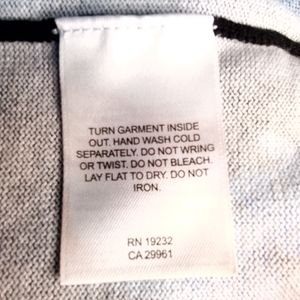 TURN GARMENT INSIDE
OUT. HAND WASH COLD
SEPARATELY. DO NOT WRING
OR TWIST. DO NOT BLEACH.
LAY FLAT TO DRY. DO NOT
IRON.
RN 19232
CA 29961